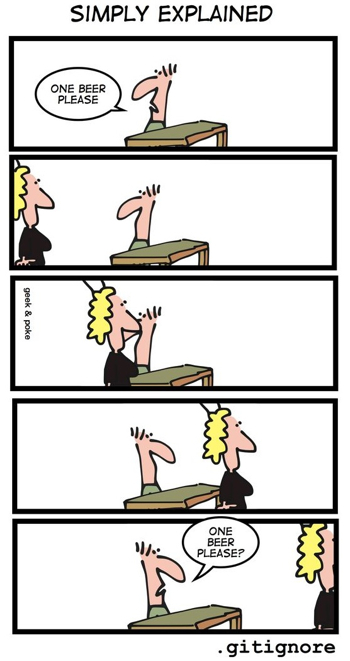 SIMPLY EXPLAINED
ONE BEER
PLEASE
geek & poke
ONE
BEER
PLEASE?
.gitignore